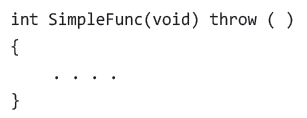 int SimpleFunc(void) throw ( )
{
. . . .
}